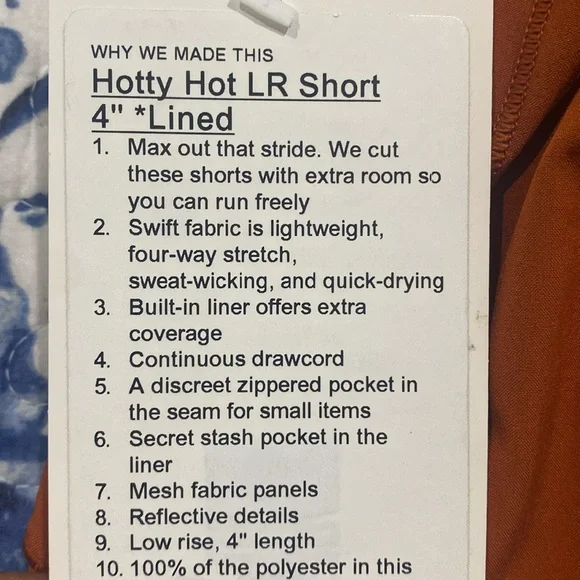 WHY WE MADE THIS
Hotty Hot LR Short
4" *Lined
1. Max out that stride. We cut
these shorts with extra room so
you can run freely
2. Swift fabric is lightweight,
four-way stretch,
sweat-wicking, and quick-drying
3. Built-in liner offers extra
coverage
4. Continuous drawcord
5. A discreet zippered pocket in
the seam for small items
6. Secret stash pocket in the
liner
7. Mesh fabric panels
8. Reflective details
9. Low rise, 4" length
10. 100% of the polyester in this